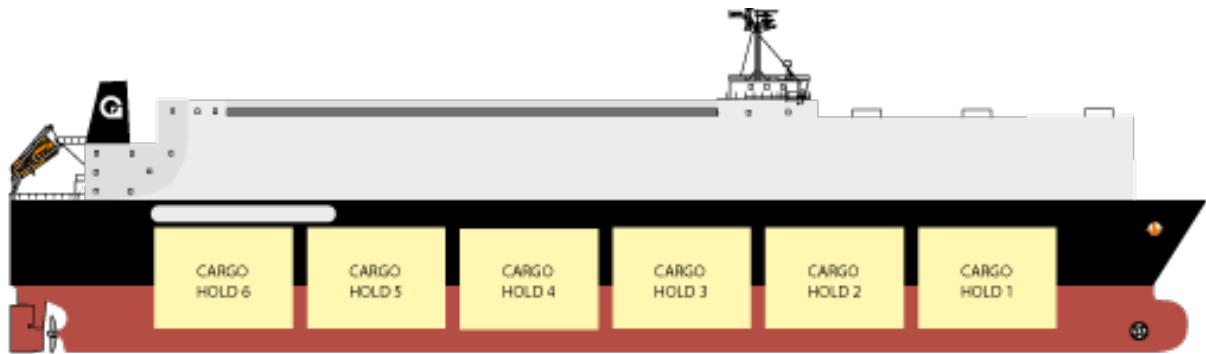 G
CARGO
HOLD 6
CARGO
HOLD 5
CARGO
HOLD 4
CARGO
HOLD 3
CARGO
HOLD 2
CARGO
HOLD 1